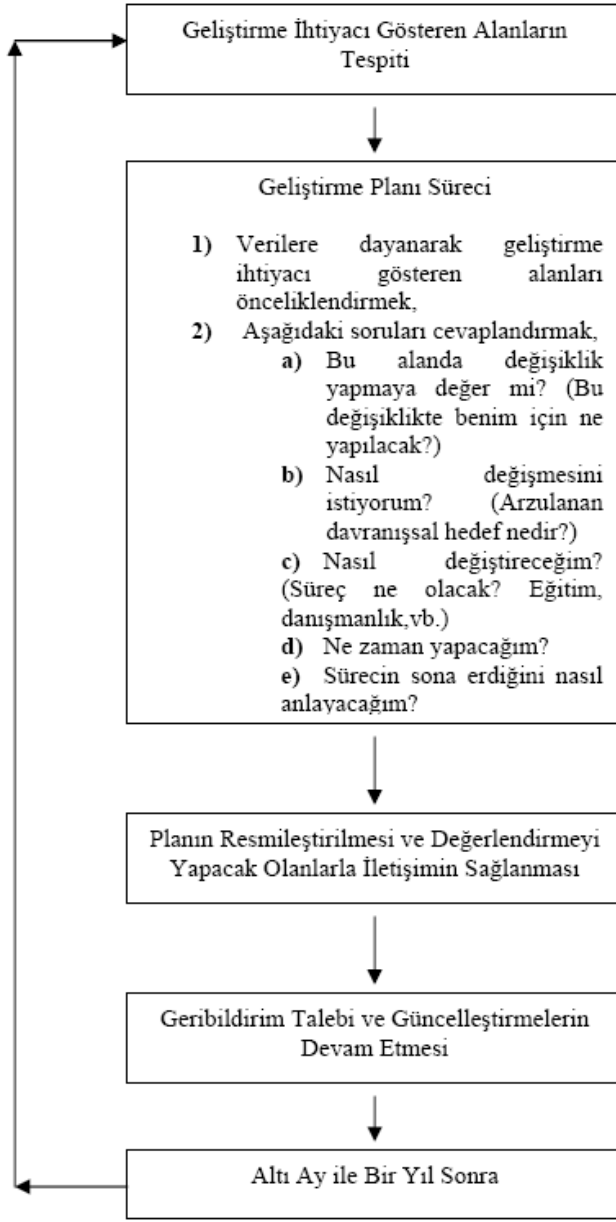 Geliştirme İhtiyacı Gösteren Alanların
Tespiti
Geliştirme Planı Süreci
1) Verilere dayanarak geliştirme
ihtiyacı gösteren alanları
önceliklendirmek,
2) Aşağıdaki soruları cevaplandırmak,
a) Bu alanda değişiklik
yapmaya değer mi? (Bu
değişiklikte benim için ne
yapılacak?)
b) Nasıl değişmesini
istiyorum? (Arzulanan
davranışsal hedef nedir?)
c) Nasıl değiştireceğim?
(Süreç ne olacak? Eğitim,
danışmanlık,vb.)
d) Ne zaman yapacağım?
e) Sürecin sona erdiğini nasıl
anlayacağım?
Planın Resmileştirilmesi ve Değerlendirmeyi
Yapacak Olanlarla İletişimin Sağlanması
Geribildirim Talebi ve Güncelleştirmelerin
Devam Etmesi
Altı Ay ile Bir Yıl Sonra